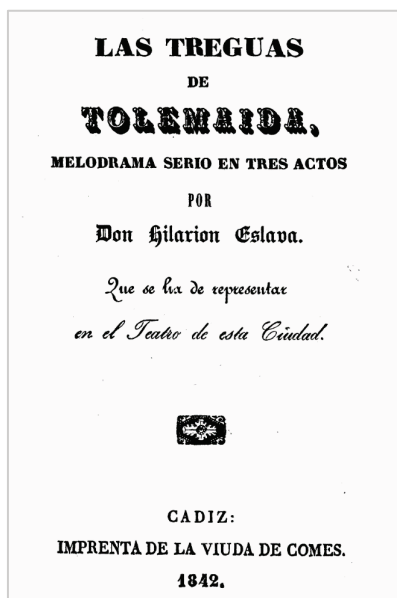 LAS TREGUAS
DE
TOLEMAIDA,
MELODRAMA SERIO EN TRES ACTOS
POR
Don Hilarion Eslava.
Que se ha de representar
en el Teatro de esta Ciudad.
CADIZ:
IMPRENTA DE LA VIUDA DE COMES.
1842.